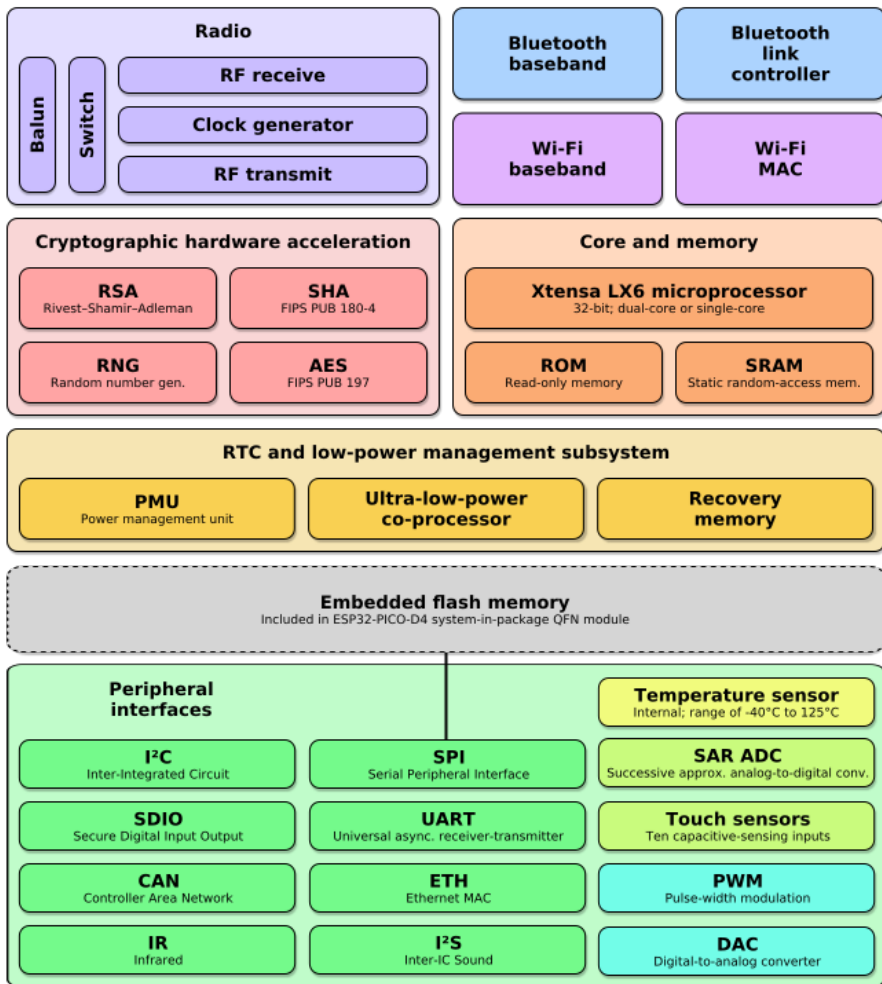 Radio
Balun
Switch
RF receive
Clock generator
RF transmit
Bluetooth
baseband
Bluetooth
link
controller
Wi-Fi
baseband
Wi-Fi
MAC
Cryptographic hardware acceleration
RSA
Rivest–Shamir–Adleman
SHA
FIPS PUB 180-4
RNG
Random number gen.
AES
FIPS PUB 197
Core and memory
Xtensa LX6 microprocessor
32-bit; dual-core or single-core
ROM
Read-only memory
SRAM
Static random-access mem.
RTC and low-power management subsystem
PMU
Power management unit
Ultra-low-power
co-processor
Recovery
memory
Embedded flash memory
Included in ESP32-PICO-D4 system-in-package QFN module
Peripheral
interfaces
Temperature sensor
Internal; range of -40°C to 125°C
I²C
Inter-Integrated Circuit
SPI
Serial Peripheral Interface
SAR ADC
Successive approx. analog-to-digital conv.
SDIO
Secure Digital Input Output
UART
Universal async. receiver-transmitter
Touch sensors
Ten capacitive-sensing inputs
CAN
Controller Area Network
ETH
Ethernet MAC
PWM
Pulse-width modulation
IR
Infrared
I²S
Inter-IC Sound
DAC
Digital-to-analog converter